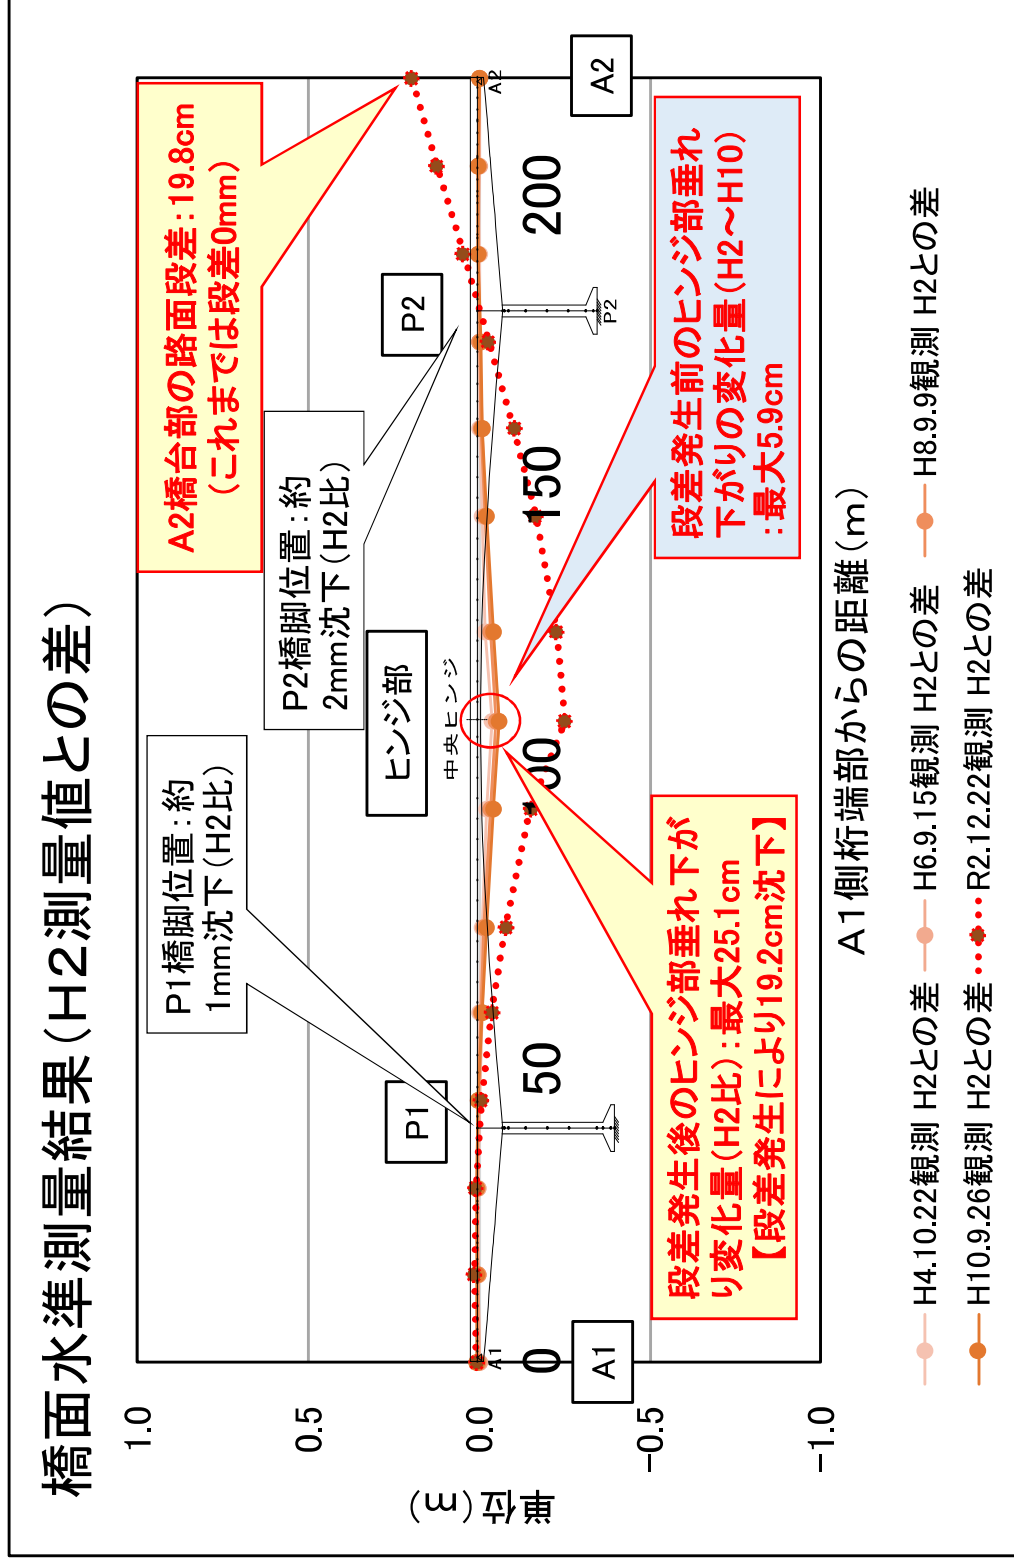 橋面水準測量結果(H2測量値との差)
A2橋台部の路面段差:19.8cm
(これまでは段差0mm)
P1橋脚位置:約
1mm沈下(H2比)
P2橋脚位置:約
2mm沈下(H2比)
P1
ヒンジ部
P2
中央ヒンジ
単位(m)
1.0
0.5
0.0
-0.5
-1.0
A1
A2
P2
0
50
00
150
200
A1
A2
段差発生後のヒンジ部垂れ下が
り変化量(H2比):最大25.1cm
【段差発生により19.2cm沈下】
段差発生前のヒンジ部垂れ
下がりの変化量(H2~H10)
:最大5.9cm
A1側桁端部からの距離(m)
H4.10.22観測 H2との差
H6.9.15観測 H2との差
H8.9.9観測 H2との差
H10.9.26観測 H2との差
R2.12.22観測 H2との差